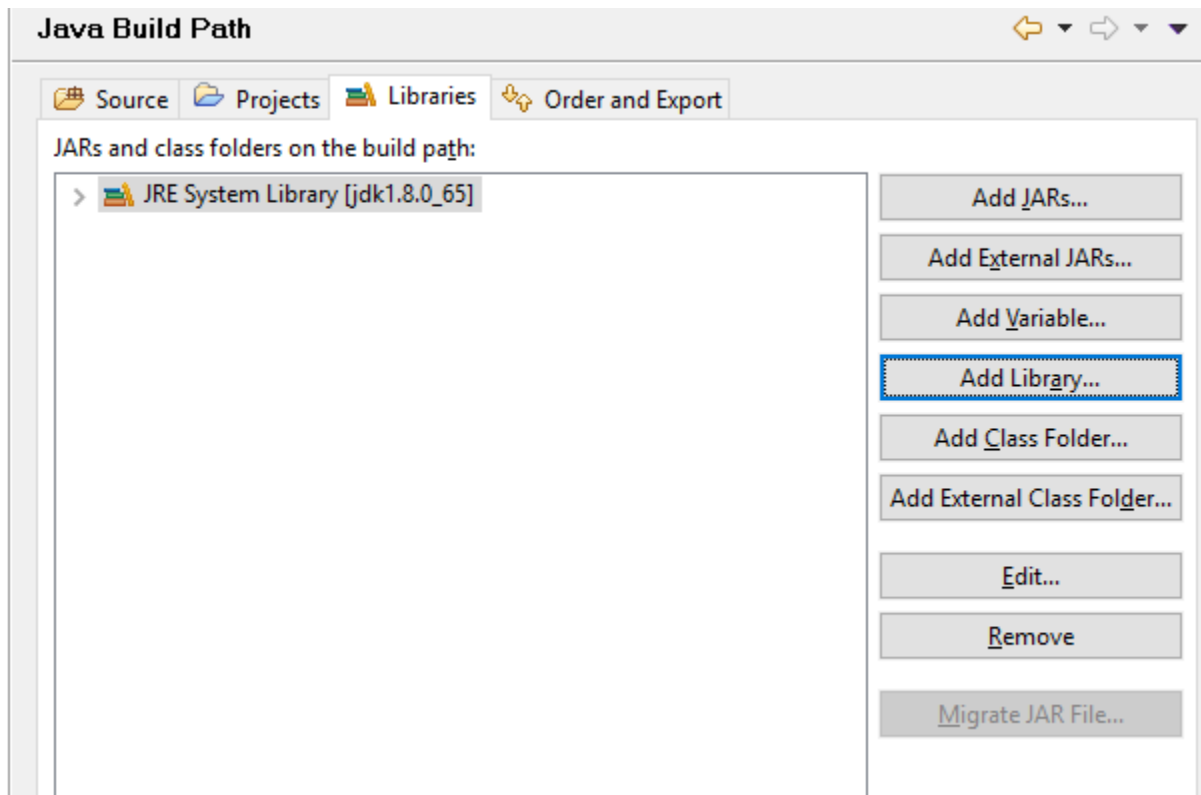 Java Build Path
Source
Projects
Libraries
Order and Export
JARs and class folders on the build path:
JRE System Library [jdk1.8.0_65]
Add JARs...
Add External JARs...
Add Variable...
Add Library...
Add Class Folder...
Add External Class Folder...
Edit...
Remove
Migrate JAR File...